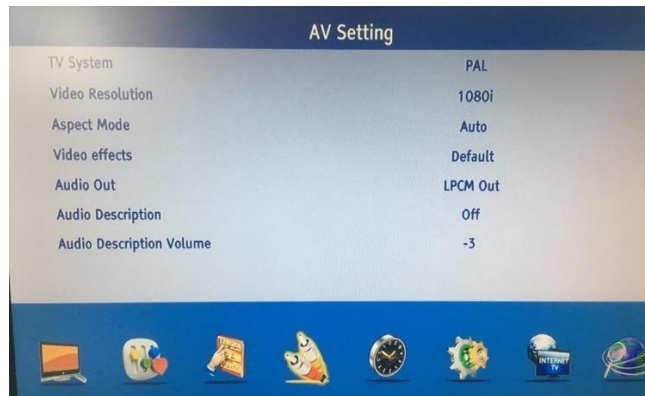 AV Setting
TV System PAL
Video Resolution 1080i
Aspect Mode Auto
Video effects Default
Audio Out LPCM Out
Audio Description Off
Audio Description Volume -3
INTERNET
TV